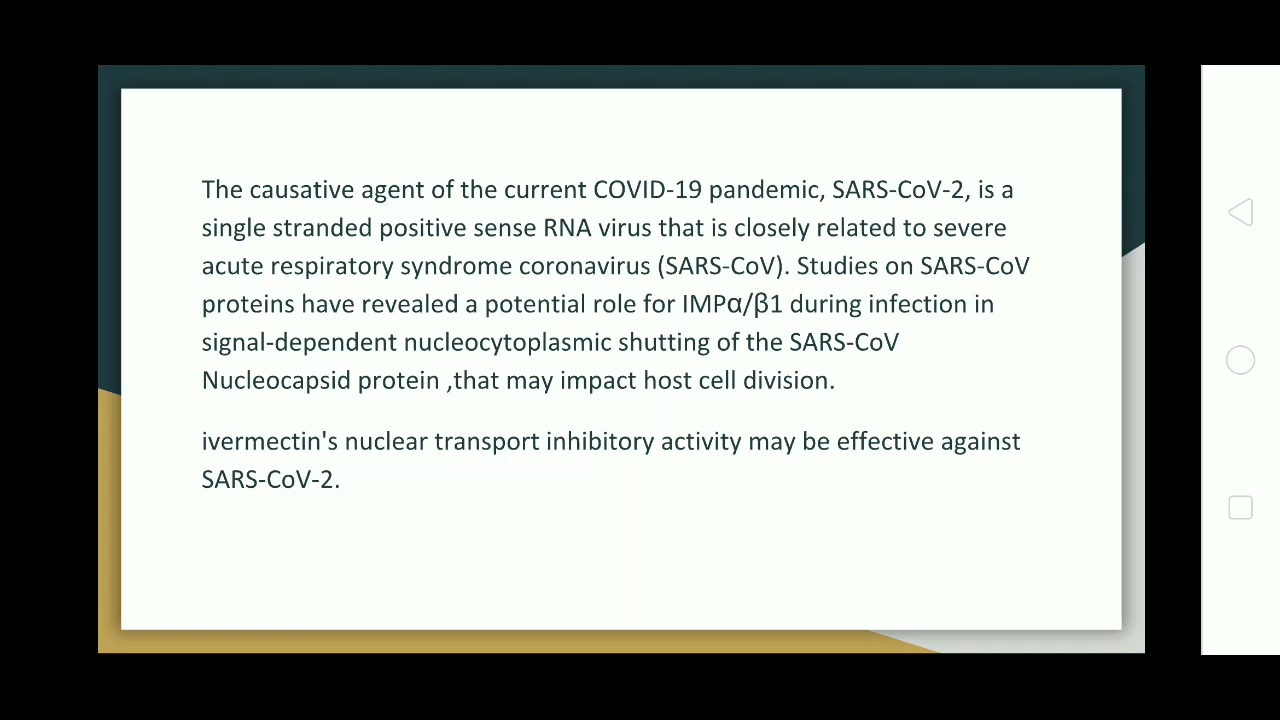 The causative agent of the current COVID-19 pandemic, SARS-CoV-2, is a
single stranded positive sense RNA virus that is closely related to severe
acute respiratory syndrome coronavirus (SARS-CoV). Studies on SARS-CoV
proteins have revealed a potential role for IMPα/β1 during infection in
signal-dependent nucleocytoplasmic shutting of the SARS-CoV
Nucleocapsid protein ,that may impact host cell division.
ivermectin's nuclear transport inhibitory activity may be effective against
SARS-CoV-2.